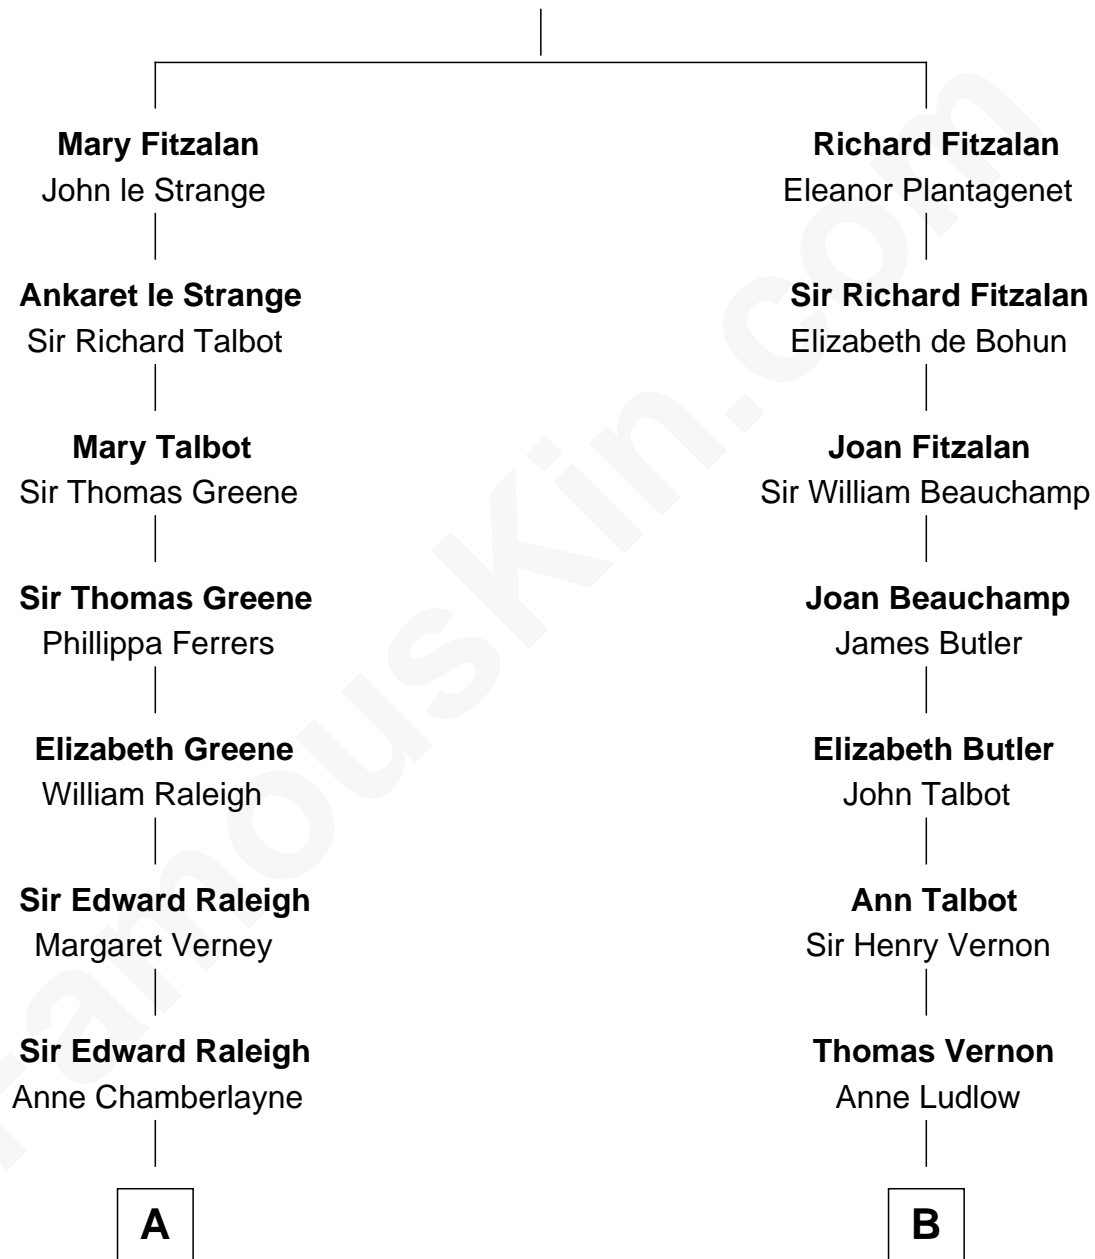 Mary Fitzalan
John le Strange
Richard Fitzalan
Eleanor Plantagenet
Ankaret le Strange
Sir Richard Talbot
Sir Richard Fitzalan
Elizabeth de Bohun
Mary Talbot
Sir Thomas Greene
Joan Fitzalan
Sir William Beauchamp
Sir Thomas Greene
Phillippa Ferrers
Joan Beauchamp
James Butler
Elizabeth Greene
William Raleigh
Elizabeth Butler
John Talbot
Sir Edward Raleigh
Margaret Verney
Ann Talbot
Sir Henry Vernon
Sir Edward Raleigh
Anne Chamberlayne
Thomas Vernon
Anne Ludlow
A
B
FamousKin.com